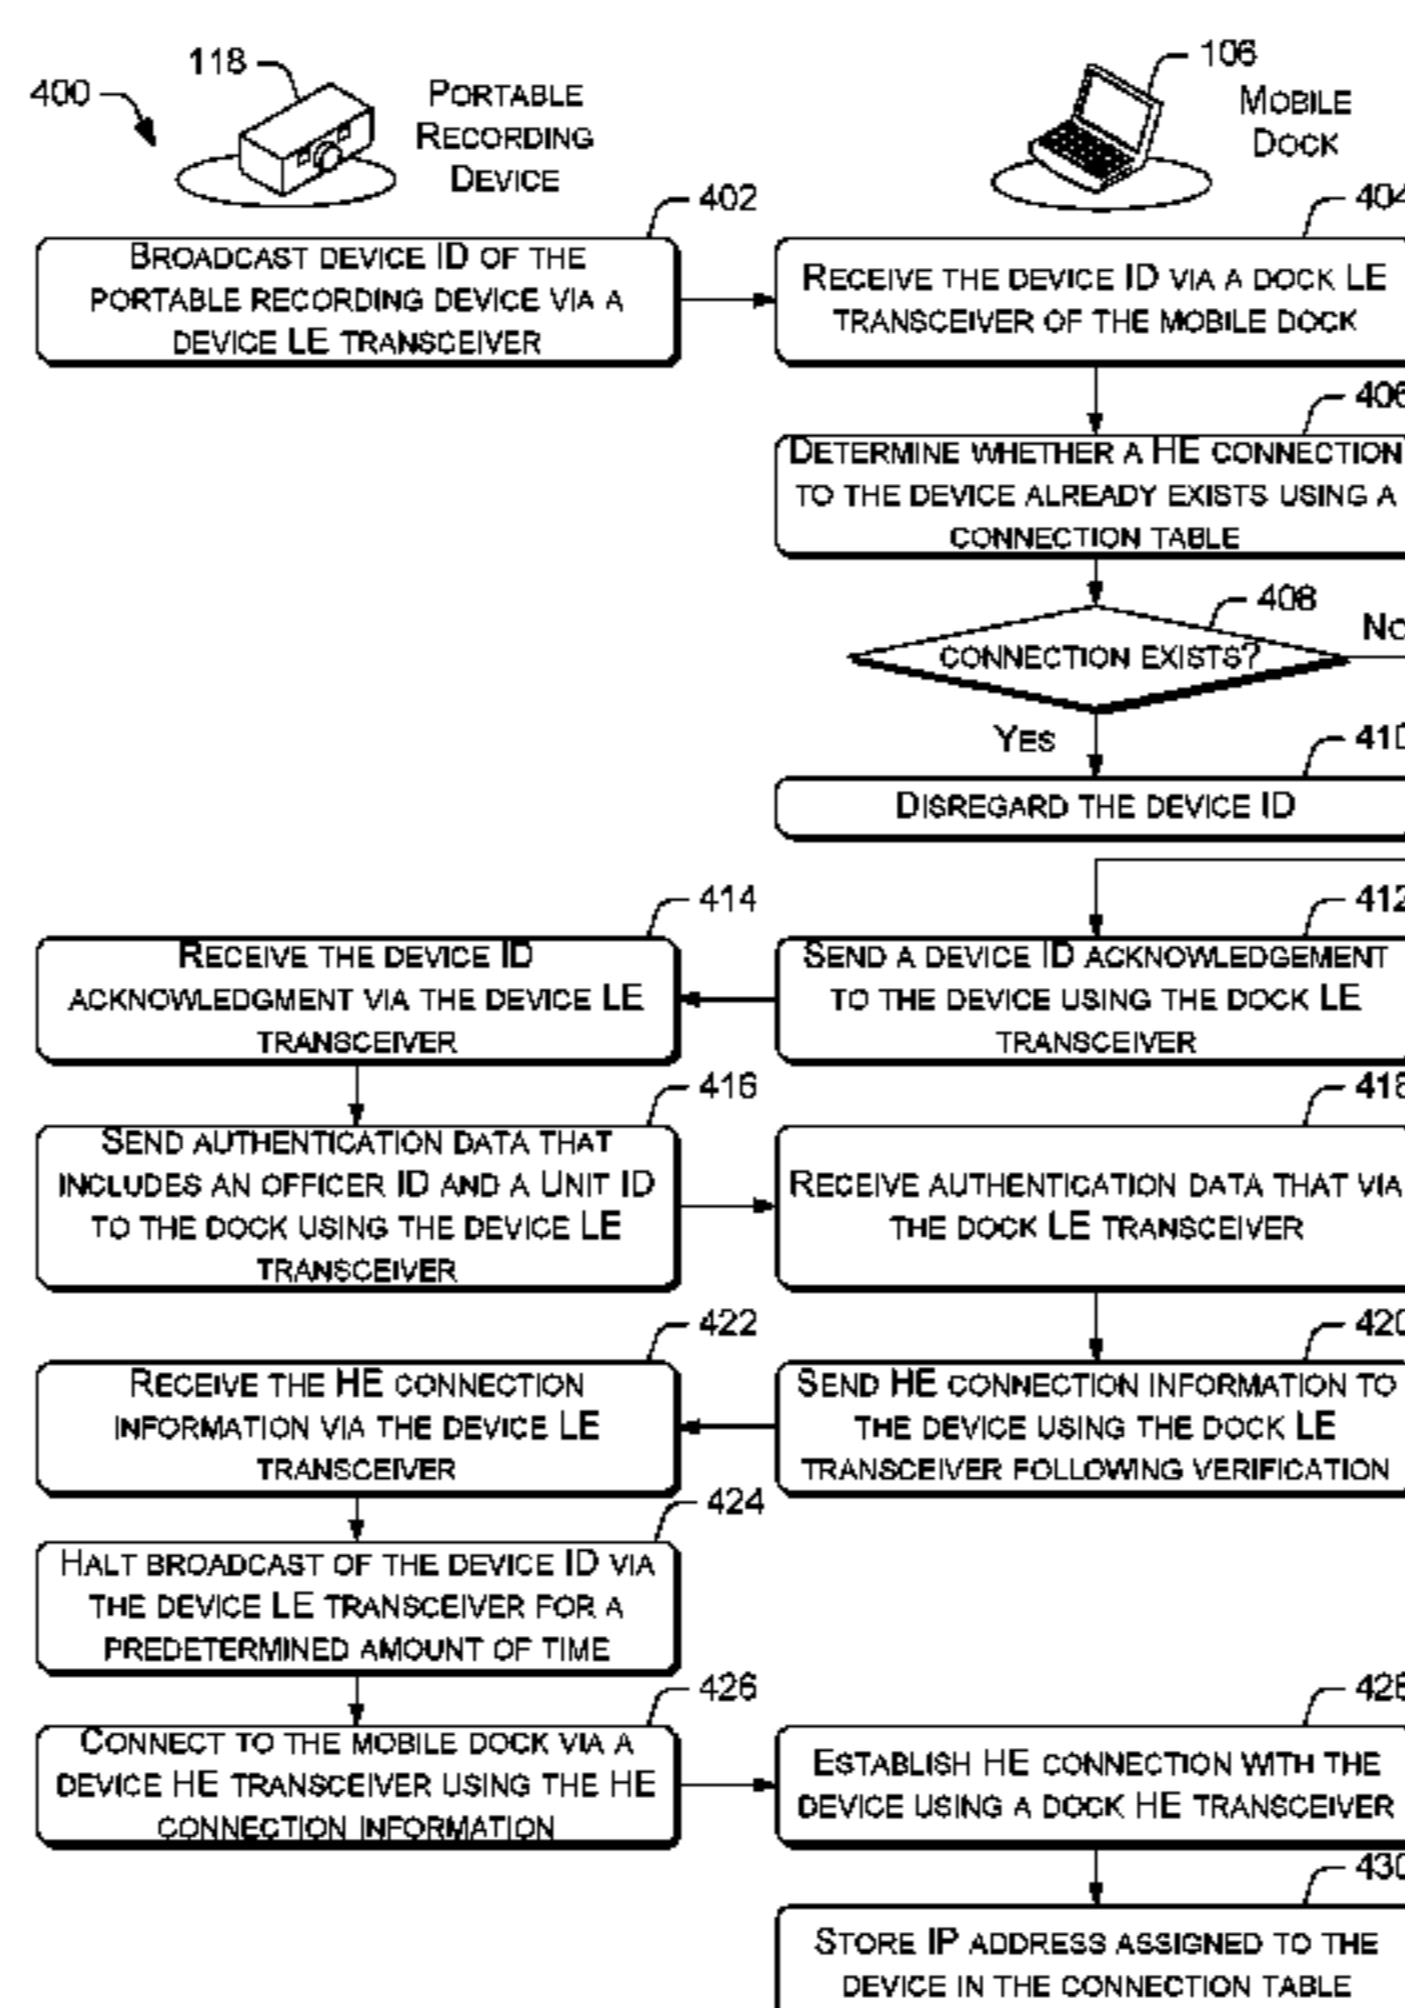 400
118
PORTABLE
RECORDING
DEVICE
106
MOBILE
DOCK
402
BROADCAST DEVICE ID OF THE
PORTABLE RECORDING DEVICE VIA A
DEVICE LE TRANSCEIVER
404
RECEIVE THE DEVICE ID VIA A DOCK LE
TRANSCEIVER OF THE MOBILE DOCK
406
DETERMINE WHETHER A HE CONNECTION
TO THE DEVICE ALREADY EXISTS USING A
CONNECTION TABLE
408
CONNECTION EXISTS?
NO
YES
410
DISREGARD THE DEVICE ID
412
SEND A DEVICE ID ACKNOWLEDGEMENT
TO THE DEVICE USING THE DOCK LE
TRANSCEIVER
414
RECEIVE THE DEVICE ID
ACKNOWLEDGMENT VIA THE DEVICE LE
TRANSCEIVER
416
SEND AUTHENTICATION DATA THAT
INCLUDES AN OFFICER ID AND A UNIT ID
TO THE DOCK USING THE DEVICE LE
TRANSCEIVER
418
RECEIVE AUTHENTICATION DATA THAT VIA
THE DOCK LE TRANSCEIVER
420
SEND HE CONNECTION INFORMATION TO
THE DEVICE USING THE DOCK LE
TRANSCEIVER FOLLOWING VERIFICATION
422
RECEIVE THE HE CONNECTION
INFORMATION VIA THE DEVICE LE
TRANSCEIVER
424
HALT BROADCAST OF THE DEVICE ID VIA
THE DEVICE LE TRANSCEIVER FOR A
PREDETERMINED AMOUNT OF TIME
426
CONNECT TO THE MOBILE DOCK VIA A
DEVICE HE TRANSCEIVER USING THE HE
CONNECTION INFORMATION
428
ESTABLISH HE CONNECTION WITH THE
DEVICE USING A DOCK HE TRANSCEIVER
430
STORE IP ADDRESS ASSIGNED TO THE
DEVICE IN THE CONNECTION TABLE